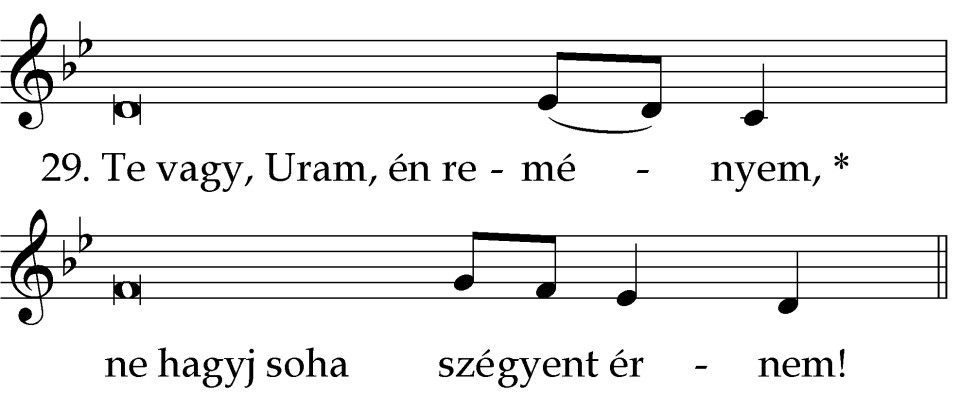 29. Te vagy, Uram, én re - mé - nyem, *
ne hagyj soha szégyent ér - nem!